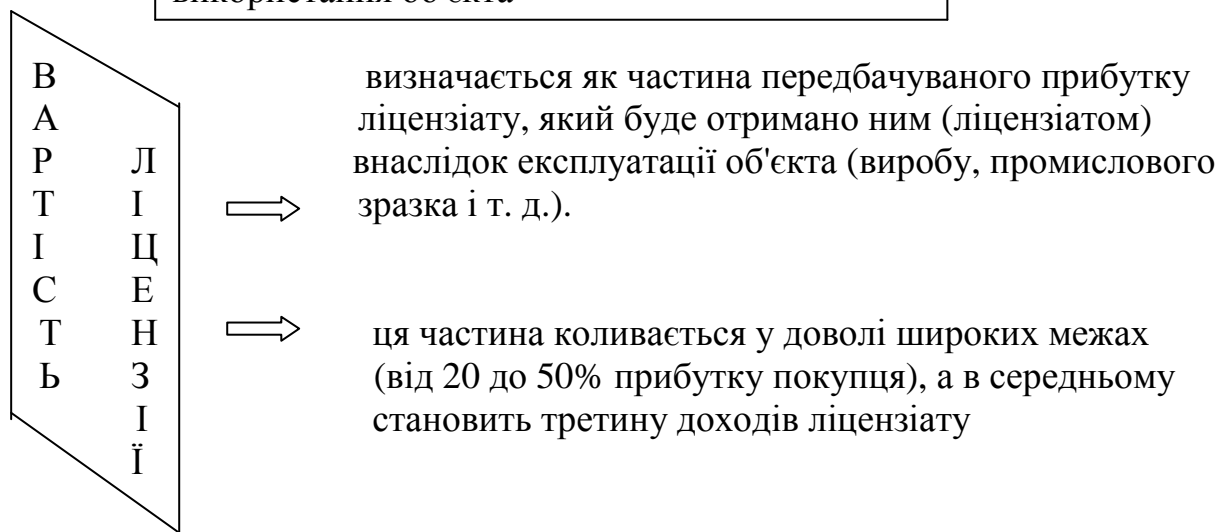 використання об'єкта
ВАРТІСТЬ
ЛІЦЕНЗІЇ
визначається як частина передбачуваного прибутку
ліцензіату, який буде отримано ним (ліцензіатом)
внаслідок експлуатації об'єкта (виробу, промислового
зразка і т. д.).
ця частина коливається у доволі широких межах
(від 20 до 50% прибутку покупця), а в середньому
становить третину доходів ліцензіату